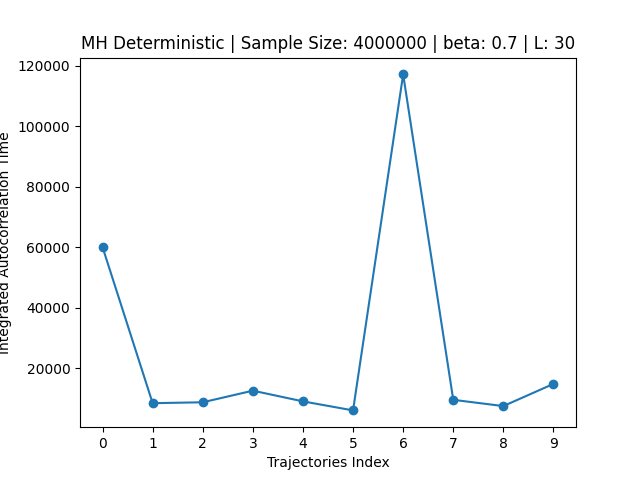 MH Deterministic | Sample Size: 4000000 | beta: 0.7 | L: 30
Integrated Autocorrelation Time
120000
100000
80000
60000
40000
20000
0 1 2 3 4 5 6 7 8 9
Trajectories Index